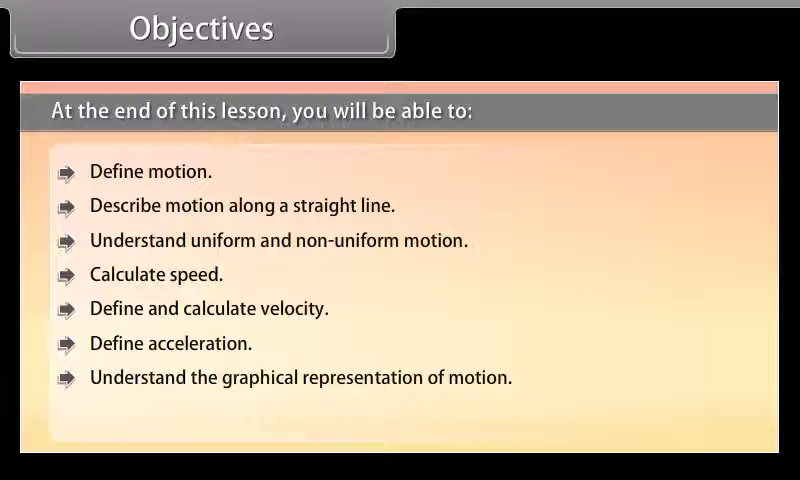 Objectives
At the end of this lesson, you will be able to:
Define motion.
Describe motion along a straight line.
Understand uniform and non-uniform motion.
Calculate speed.
Define and calculate velocity.
Define acceleration.
Understand the graphical representation of motion.